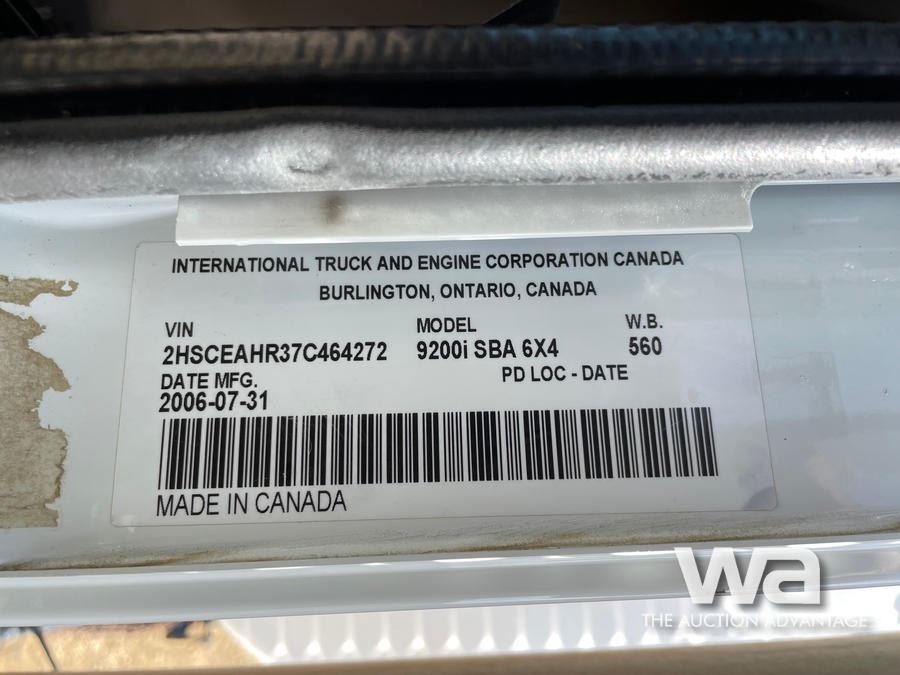 INTERNATIONAL TRUCK AND ENGINE CORPORATION CANADA
BURLINGTON, ONTARIO, CANADA
VIN MODEL W.B.
2HSCEAHR37C464272 9200i SBA 6X4 560
DATE MFG. PD LOC - DATE
2006-07-31
MADE IN CANADA
wa
THE AUCTION ADVANTAGE